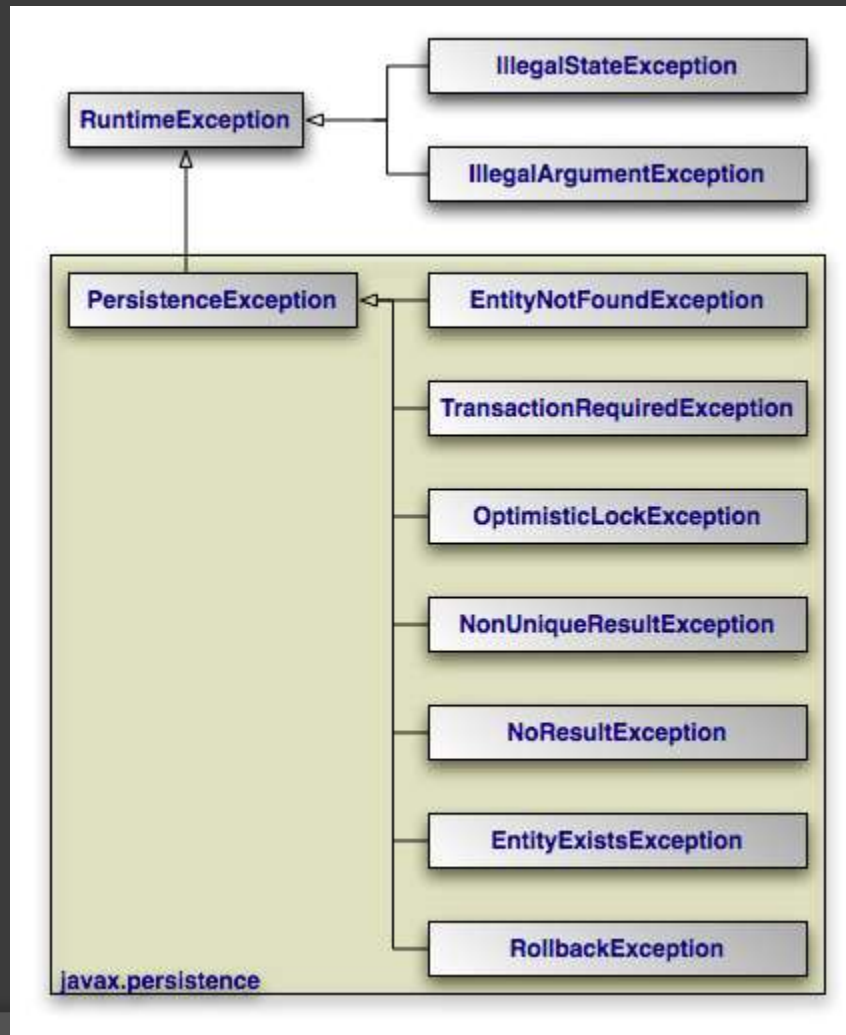 IllegalStateException
RuntimeException
IllegalArgumentException
PersistenceException
EntityNotFoundException
TransactionRequiredException
OptimisticLockException
NonUniqueResultException
NoResultException
EntityExistsException
RollbackException
javax.persistence